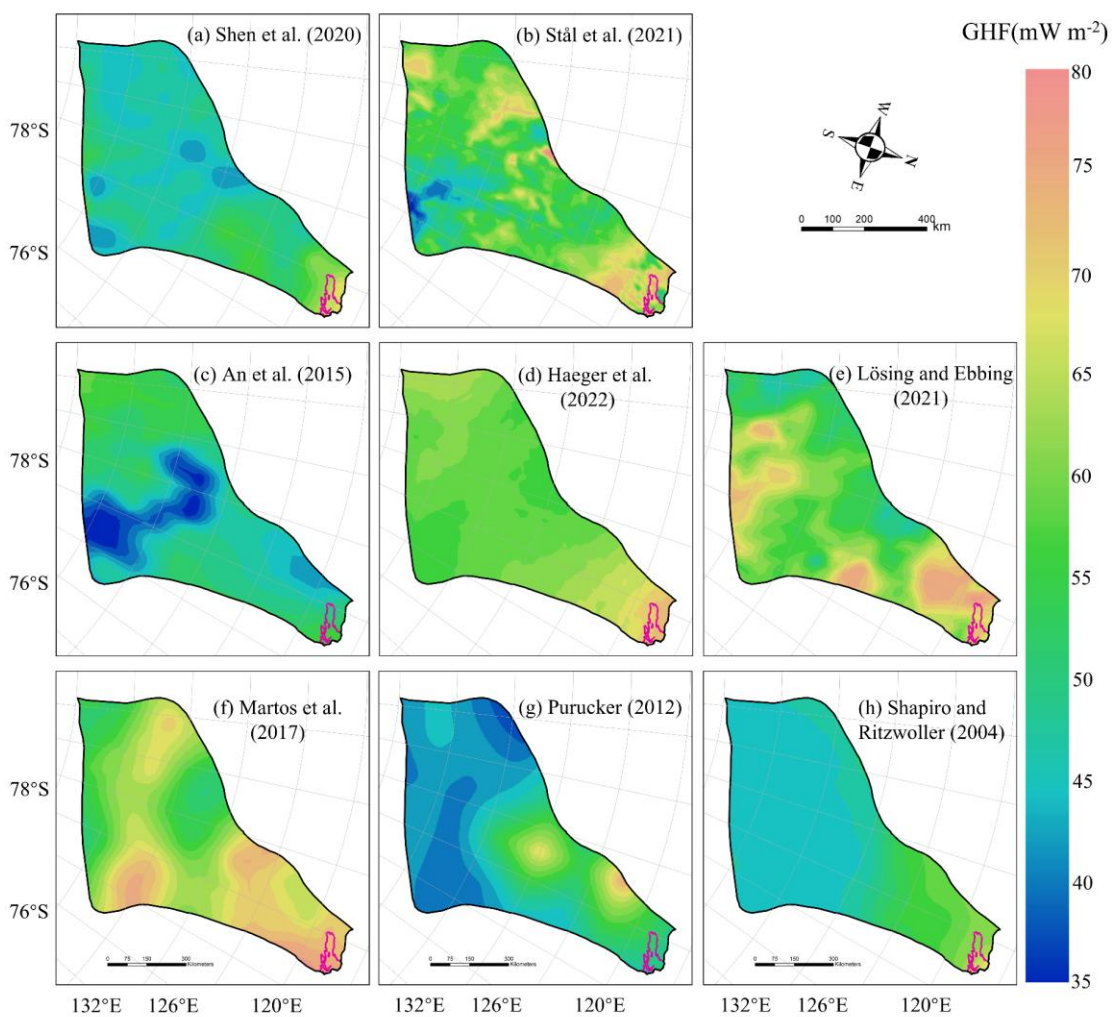 (a) Shen et al. (2020)
(b) Stål et al. (2021)
GHF(mW m⁻²)
80
75
70
65
60
55
50
45
40
35
W
S
N
E
0 100 200 400
km
78°S
76°S
(c) An et al. (2015)
(d) Haeger et al.
(2022)
(e) Lösing and Ebbing
(2021)
78°S
76°S
(f) Martos et al.
(2017)
(g) Purucker (2012)
(h) Shapiro and
Ritzwoller (2004)
78°S
76°S
0 75 150 300
Kilometers
0 75 150 300
Kilometers
0 75 150 300
Kilometers
132°E 126°E 120°E
132°E 126°E 120°E
132°E 126°E 120°E